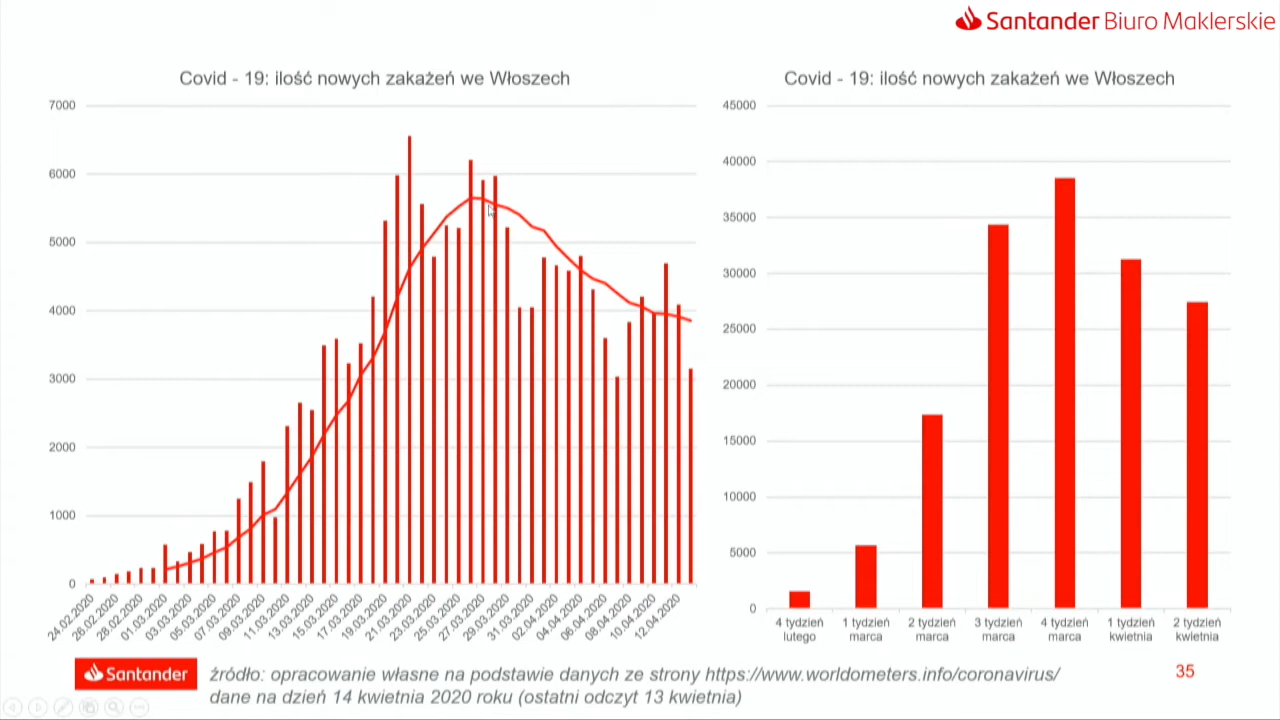 Santander Biuro Maklerskie
Covid - 19: ilość nowych zakażeń we Włoszech
7000
6000
5000
4000
3000
2000
1000
0
24.02.2020
26.02.2020
28.02.2020
01.03.2020
03.03.2020
05.03.2020
07.03.2020
09.03.2020
11.03.2020
13.03.2020
15.03.2020
17.03.2020
19.03.2020
21.03.2020
23.03.2020
25.03.2020
27.03.2020
29.03.2020
31.03.2020
02.04.2020
04.04.2020
06.04.2020
08.04.2020
10.04.2020
12.04.2020
Covid - 19: ilość nowych zakażeń we Włoszech
45000
40000
35000
30000
25000
20000
15000
10000
5000
0
4 tydzień
lutego
1 tydzień
marca
2 tydzień
marca
3 tydzień
marca
4 tydzień
marca
1 tydzień
kwietnia
2 tydzień
kwietnia
Santander
źródło: opracowanie własne na podstawie danych ze strony https://www.worldometers.info/coronavirus/
dane na dzień 14 kwietnia 2020 roku (ostatni odczyt 13 kwietnia)
35